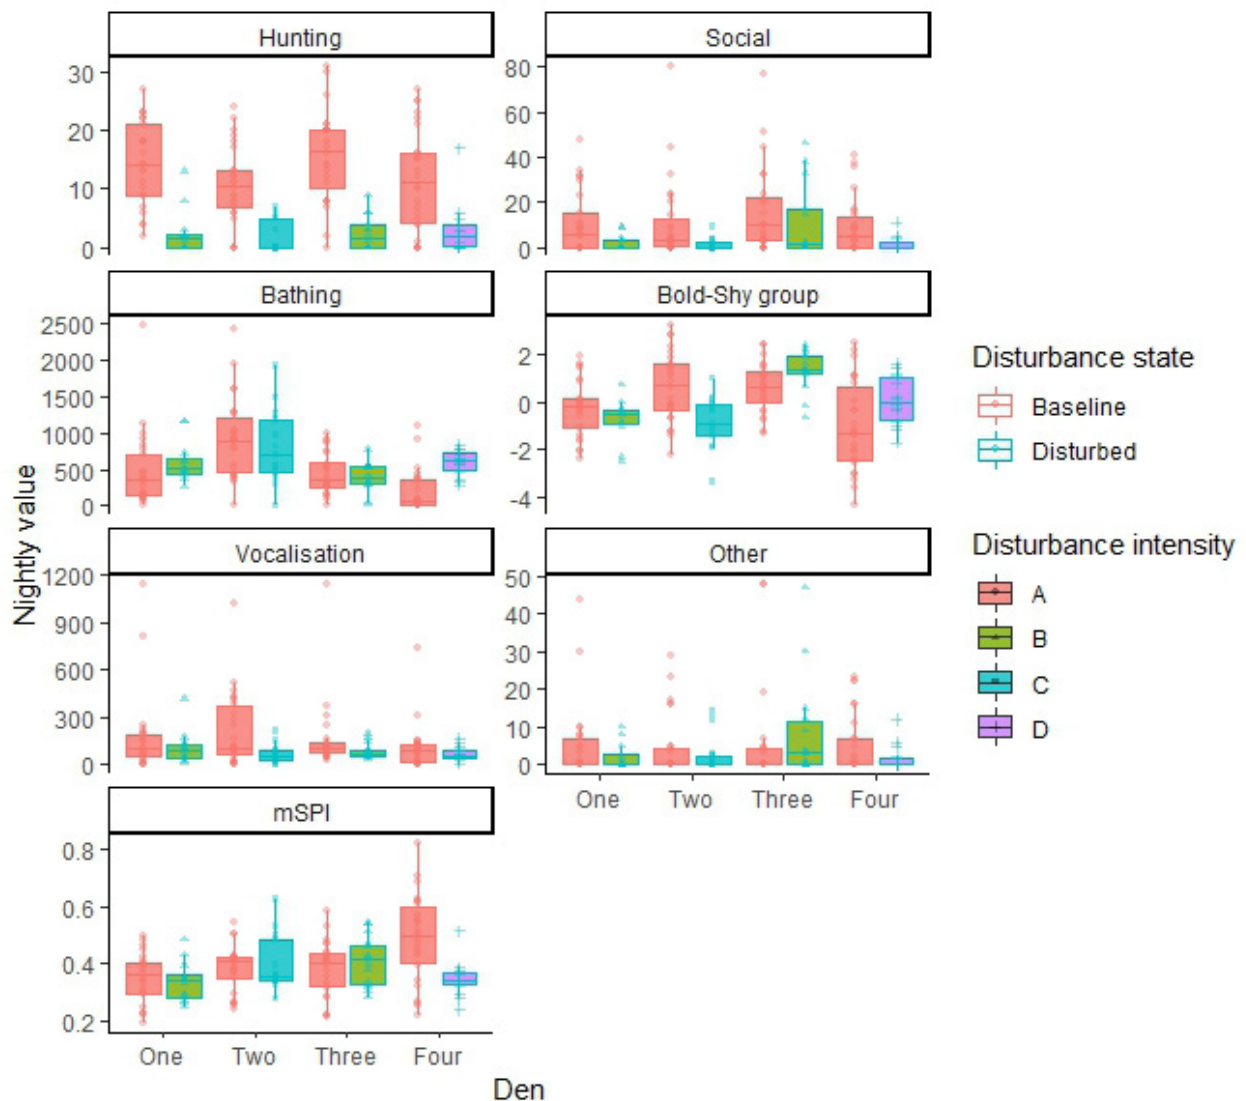 Hunting
Social
30
20
10
0
80
60
40
20
0
Bathing
Bold-Shy group
2500
2000
1500
1000
500
0
2
0
-2
-4
Disturbance state
Baseline
Disturbed
Nightly value
Vocalisation
Other
1200
900
600
300
0
50
40
30
20
10
0
One Two Three Four
Disturbance intensity
A
B
C
D
mSPI
0.8
0.6
0.4
0.2
One Two Three Four
Den